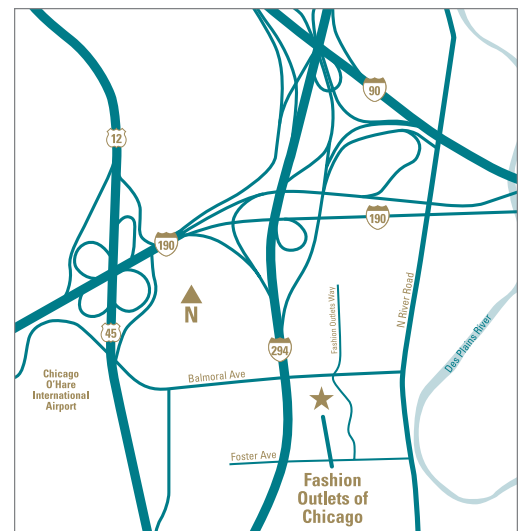 90
12
190
190
N
45
294
Fashion Outlets Way
N River Road
Des Plains River
Balmoral Ave
Chicago
O'Hare
International
Airport
Foster Ave
Fashion
Outlets of
Chicago